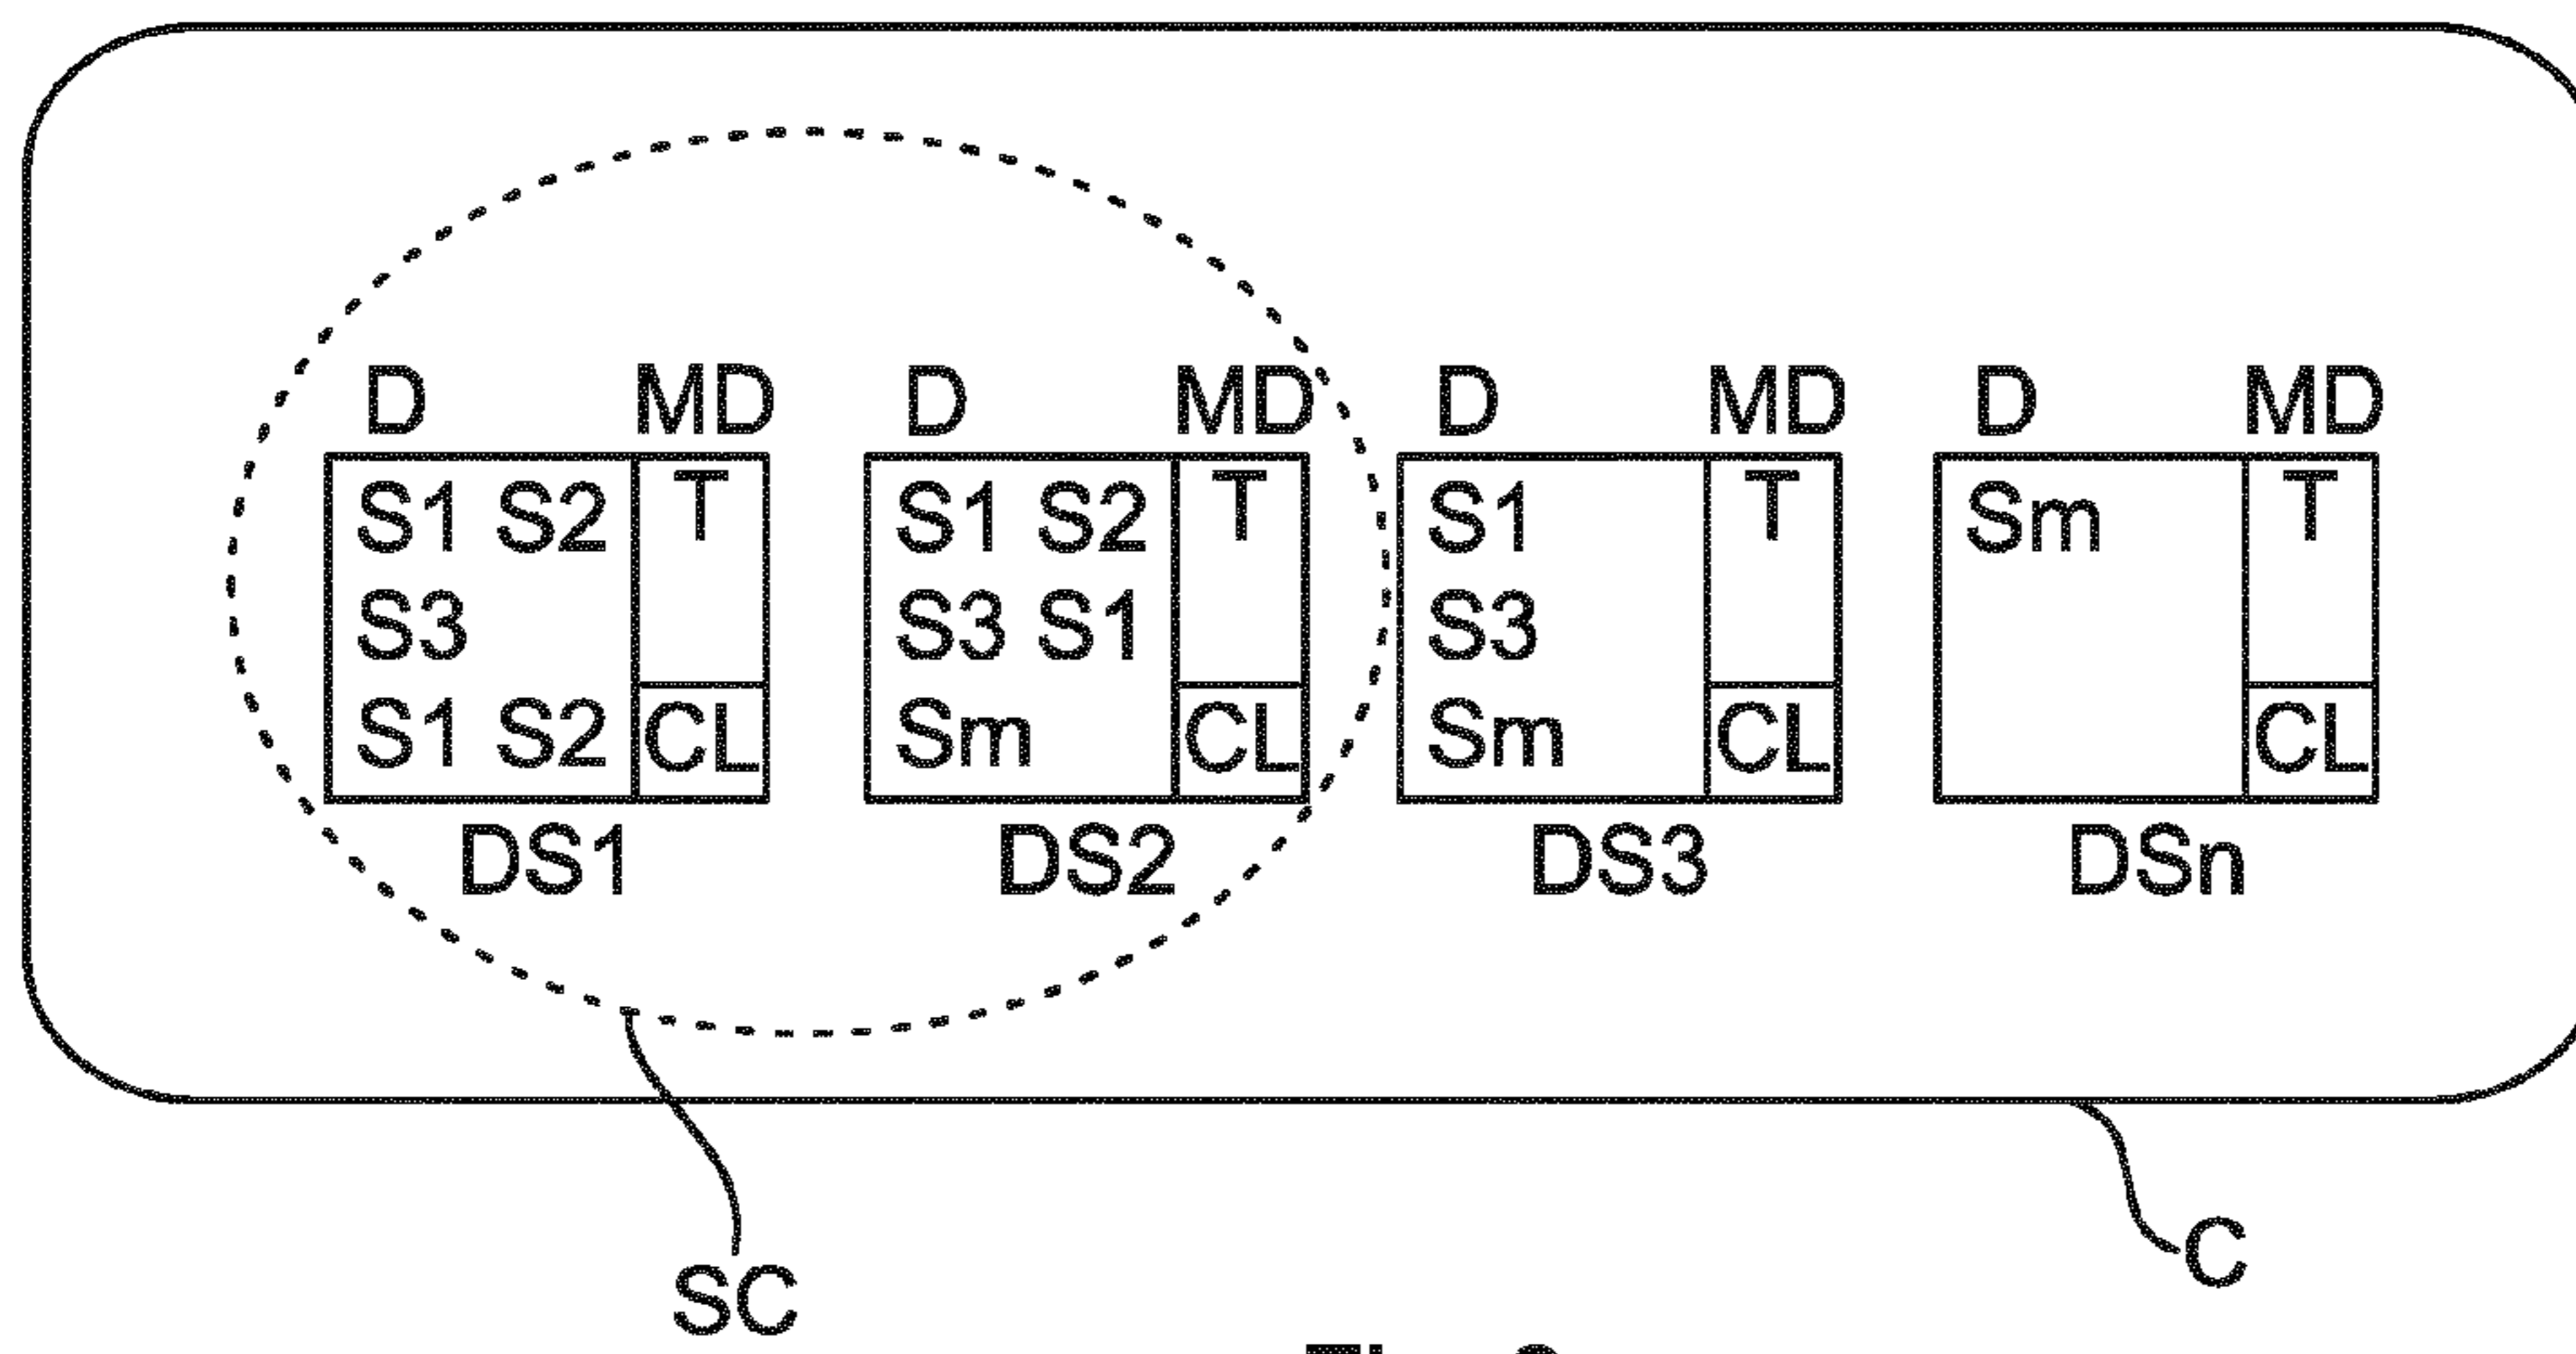 D MD D MD D MD D MD
S1 S2 T S1 S2 T S1 T Sm T
S3 S3 S1 S3
S1 S2 CL Sm CL Sm CL CL
DS1 DS2 DS3 DSn
SC C